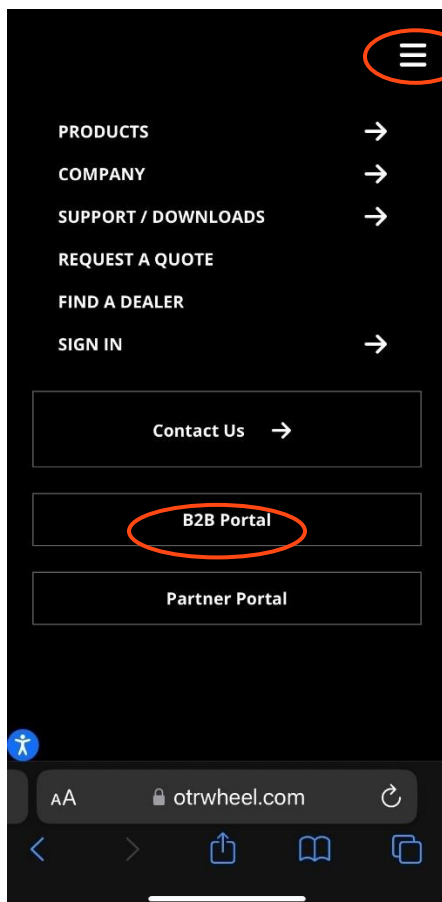 PRODUCTS
COMPANY
SUPPORT / DOWNLOADS
REQUEST A QUOTE
FIND A DEALER
SIGN IN
Contact Us
B2B Portal
Partner Portal
AA otrwheel.com